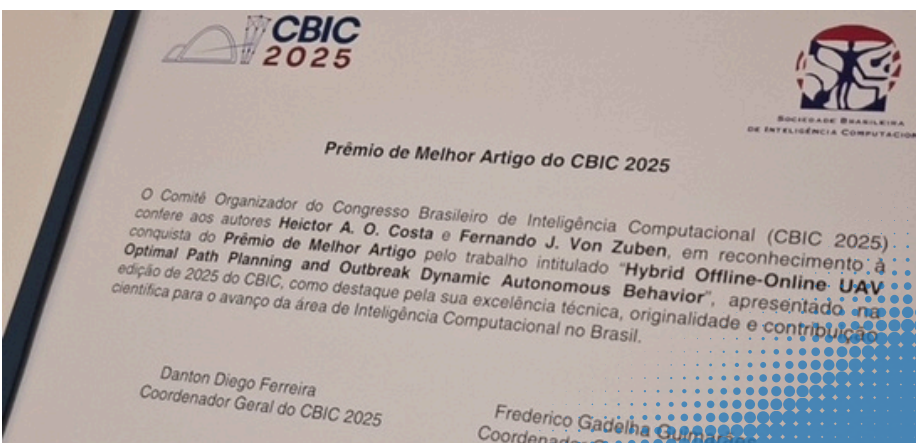 CBIC
2025
SOCIEDADE BRASILEIRA
DE INTELIGÊNCIA COMPUTACION
Prêmio de Melhor Artigo do CBIC 2025
O Comitê Organizador do Congresso Brasileiro de Inteligência Computacional (CBIC 2025)
confere aos autores Heictor A. O. Costa e Fernando J. Von Zuben, em reconhecimento à
conquista do Prêmio de Melhor Artigo pelo trabalho intitulado "Hybrid Offline-Online UAV
Optimal Path Planning and Outbreak Dynamic Autonomous Behavior", apresentado na
edição de 2025 do CBIC, como destaque pela sua excelência técnica, originalidade e contribuição
científica para o avanço da área de Inteligência Computacional no Brasil.
Danton Diego Ferreira
Coordenador Geral do CBIC 2025
Frederico Gadelha Guimarães
Coordenador